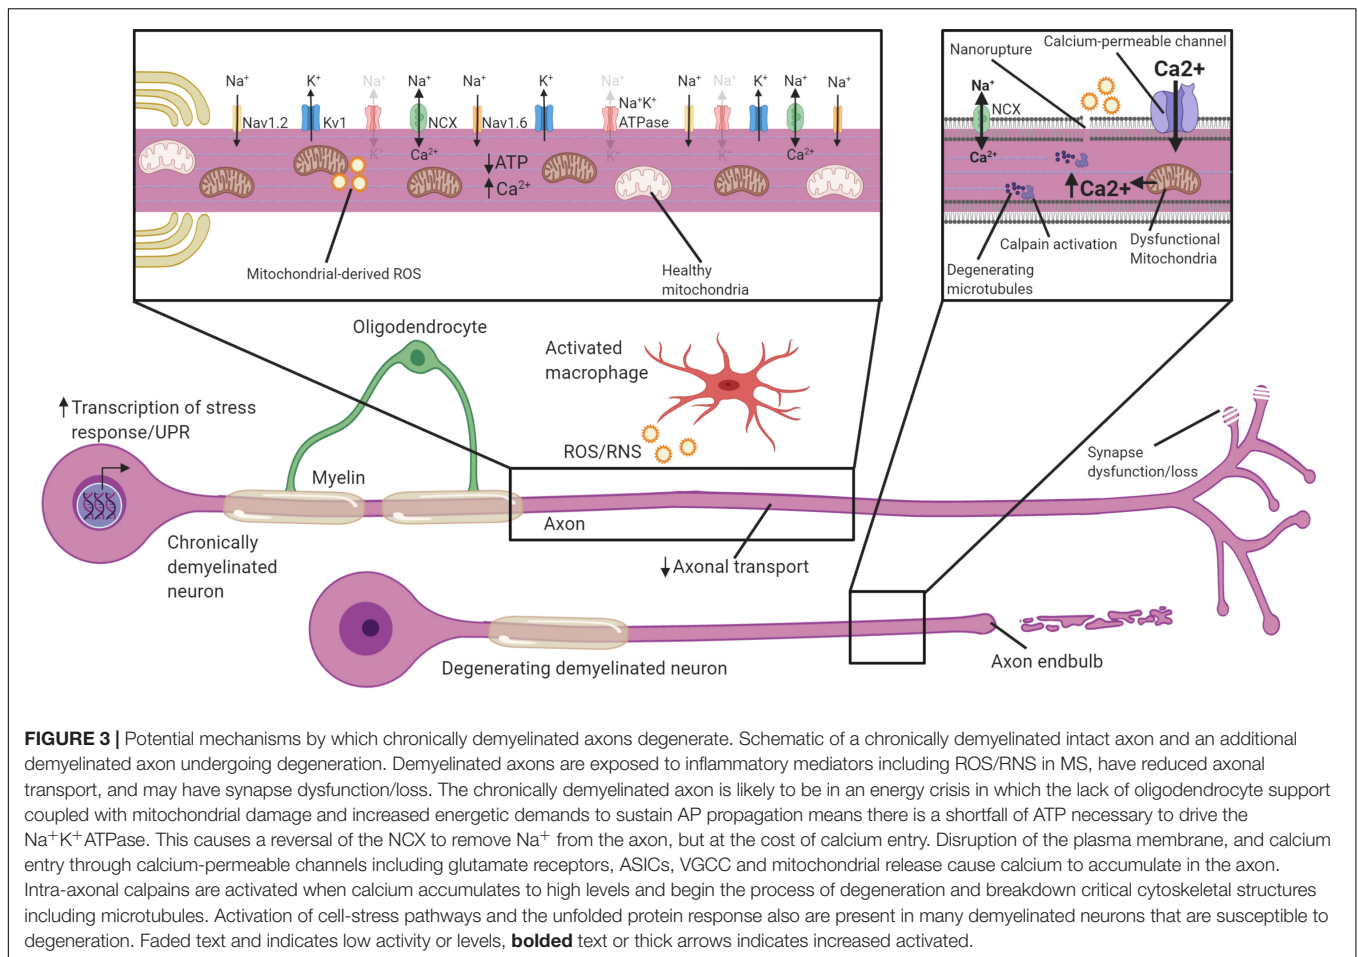 Na⁺
K⁺
Na⁺
Na⁺
Na⁺
K⁺
Na⁺
Na⁺
Na⁺
K⁺
Na⁺
Na⁺
Nav1.2
Kv1
NCX
Nav1.6
Na⁺K⁺
ATPase
K⁺
Ca²⁺
K⁺
K⁺
Ca²⁺
↓ATP
↑Ca²⁺
Mitochondrial-derived ROS
Healthy
mitochondria
Nanorupture
Calcium-permeable channel
Na⁺
Ca2+
NCX
Ca²⁺
↑Ca2+
Calpain activation
Dysfunctional
Mitochondria
Degenerating
microtubules
Oligodendrocyte
Activated
macrophage
↑ Transcription of stress
response/UPR
ROS/RNS
Synapse
dysfunction/loss
Myelin
Axon
Chronically
demyelinated
neuron
↓ Axonal transport
Degenerating demyelinated neuron
Axon endbulb
FIGURE 3 | Potential mechanisms by which chronically demyelinated axons degenerate. Schematic of a chronically demyelinated intact axon and an additional
demyelinated axon undergoing degeneration. Demyelinated axons are exposed to inflammatory mediators including ROS/RNS in MS, have reduced axonal
transport, and may have synapse dysfunction/loss. The chronically demyelinated axon is likely to be in an energy crisis in which the lack of oligodendrocyte support
coupled with mitochondrial damage and increased energetic demands to sustain AP propagation means there is a shortfall of ATP necessary to drive the
Na⁺K⁺ATPase. This causes a reversal of the NCX to remove Na⁺ from the axon, but at the cost of calcium entry. Disruption of the plasma membrane, and calcium
entry through calcium-permeable channels including glutamate receptors, ASICs, VGCC and mitochondrial release cause calcium to accumulate in the axon.
Intra-axonal calpains are activated when calcium accumulates to high levels and begin the process of degeneration and breakdown critical cytoskeletal structures
including microtubules. Activation of cell-stress pathways and the unfolded protein response also are present in many demyelinated neurons that are susceptible to
degeneration. Faded text and indicates low activity or levels, bolded text or thick arrows indicates increased activated.